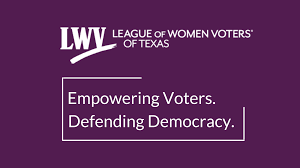 LWV
LEAGUE OF WOMEN VOTERS®
OF TEXAS
Empowering Voters.
Defending Democracy.